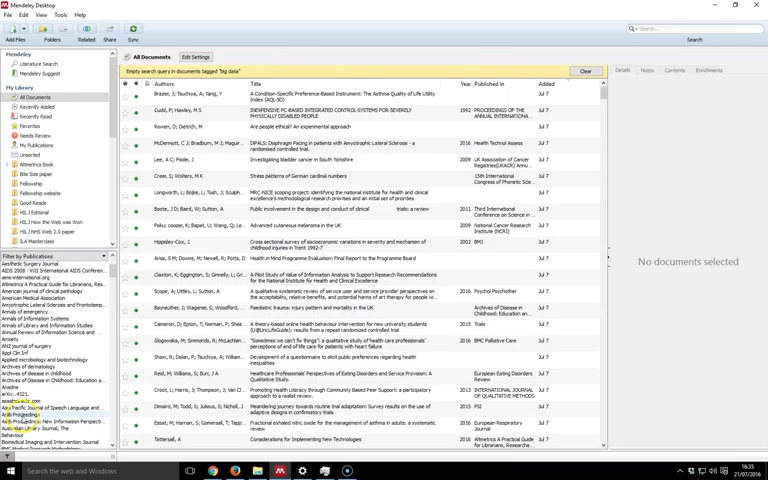 Mendeley Desktop
File Edit View Tools Help
Add Files Folders Related Share Sync
Search...
Search
Mendeley
Literature Search
Mendeley Suggest
My Library
All Documents
Recently Added
Recently Read
Favorites
Needs Review
My Publications
Unsorted
Altmetrics Book
Bite Size paper
Fellowship
Fellowship website
Good Reads
HILJ Editorial
HILJ How the War was Won
HILJ NHS Web 2.0 paper
ILA Masterclass
Filter by Publications
Aesthetic Surgery Journal
AIDS 2008 - XVII International AIDS Conferen...
aims-international.org
Altmetrics A Practical Guide for Librarians, Res...
American journal of clinical pathology
American Medical Association
Amyotrophic Lateral Sclerosis and Frontotemp...
Annals of emergency ...
Annals of Information Systems
Annals of Library and Information Studies
Annual Review of Information Science and ...
Anxiety
ANZ journal of surgery
Appl Clin Inf
Applied microbiology and biotechnology
Archives of dermatology
Archives of disease in childhood
Archives of Disease in Childhood: Education a...
Ariadne
Asia Pacific Journal of Speech Language and ...
Aslib Proceedings
Aslib Proceedings: New Information Perspecti...
Australian Library Journal, The
Behaviour
Biomedical Imaging and Intervention Journal
All Documents Edit Settings
Empty search query in documents tagged "big data" Clear
Authors Title Year Published In Added
Brazier, J; Tsuchiya, A; Yang, Y A Condition-Specific Preference-Based Instrument: The Asthma Quality of Life Utility Index (AQL-5D) Jul 7
Cudd, P; Hawley, M S INEXPENSIVE PC-BASED INTEGRATED CONTROL-SYSTEMS FOR SEVERELY PHYSICALLY DISABLED PEOPLE 1992 PROCEEDINGS OF THE ANNUAL INTERNATIONA... Jul 7
Rowen, D; Dietrich, M Are people ethical? An experimental approach Jul 7
McDermott, C J; Bradburn, M J; Maguir... DiPALS: Diaphragm Pacing in patients with Amyotrophic Lateral Sclerosis - a randomised controlled trial. 2016 Health Technol Assess Jul 7
Lee, A C; Poole, J Investigating bladder cancer in South Yorkshire 2009 UK Association of Cancer Registries(UKACR) Annu... Jul 7
Creer, S; Wolters, M K Stress patterns of German cardinal numbers 15th International Congress of Phonetic Scie... Jul 7
Longworth, L; Bojke, L; Tosh, J; Sculph... MRC-NICE scoping project: identifying the national institute for health and clinical excellence's methodological research priorities and an initial set of priorities Jul 7
Boote, J D; Baird, W; Sutton, A Public involvement in the design and conduct of clinical trials: a review 2011 Third International Conference on Science in ... Jul 7
Poku; cooper, K; Bapat, U; Wang, Q; Le... Advanced cutaneous melanoma in the UK 2009 National Cancer Research Institute (NCRI) Jul 7
Hippisley-Cox, J Cross sectional survey of socioeconomic variations in severity and mechanism of childhood injuries in Trent 1992-7 2002 BMJ Jul 7
Ariss, S M; Downs, M; Newell, R; Potts, D Health in Mind Programme Evaluation: Final Report to the Programme Board Jul 7
Claxton, K; Eggington, S; Ginnelly, L; Gri... A Pilot Study of Value of Information Analysis to Support Research Recommendations for the National Institute for Health and Clinical Excellence Jul 7
Scope, A; Uttley, L; Sutton, A A qualitative systematic review of service user and service provider perspectives on the acceptability, relative benefits, and potential harms of art therapy for people wi... 2016 Psychol Psychother Jul 7
Bayreuther, J; Wagener, S; Woodford, ... Paediatric trauma: injury pattern and mortality in the UK Archives of Disease in Childhood: Education an... Jul 7
Cameron, D; Epton, T; Norman, P; Shee... A theory-based online health behaviour intervention for new university students (U@Uni:LifeGuide): results from a repeat randomized controlled trial 2015 Trials Jul 7
Glogowska, M; Simmonds, R; McLachlan... "Sometimes we can't fix things": a qualitative study of health care professionals' perceptions of end of life care for patients with heart failure 2016 BMC Palliative Care Jul 7
Shaw, R; Dolan, P; Tsuchiya, A; William... Development of a questionnaire to elicit public preferences regarding health inequalities Jul 7
Reid, M; Williams, S; Burr, J A Healthcare Professionals' Perspectives of Eating Disorders and Service Provision: A Qualitative Study. European Eating Disorders Review Jul 7
Croot, L; Harris, J; Thompson, J; Van Cl... Promoting Health Literacy through Community Based Peer Support: a participatory approach to a realist review. 2013 INTERNATIONAL JOURNAL OF QUALITATIVE METHODS Jul 7
Dimairo, M; Todd, S; Julious, S; Nicholl, J Meandering journey towards routine trial adaptation: Survey results on the use of adaptive designs in confirmatory trials 2015 PSI Jul 7
Essat, M; Harnan, S; Gomersall, T; Tapp... Fractional exhaled nitric oxide for the management of asthma in adults: a systematic review. 2016 European Respiratory Journal Jul 7
Tattersall, A Considerations for Implementing New Technologies 2016 Altmetrics A Practical Guide for Librarians, Researche... Jul 7
Details Notes Contents Enrichments
No documents selected
Search the web and Windows
16:35
21/07/2016